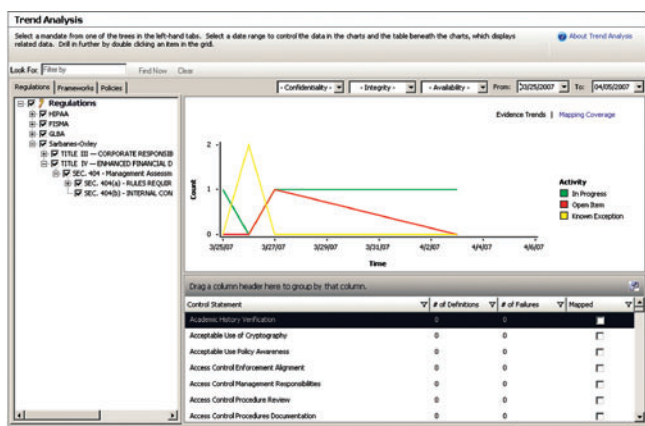 Trend Analysis
Select a mandate from one of the trees in the left-hand tabs. Select a date range to control the data in the charts and the table beneath the charts, which displays
related data. Drill in further by double clicking an item in the grid.
About Trend Analysis
Look For: Filter by Find Now Clear
Regulations Frameworks Policies
- Confidentiality - - Integrity - - Availability - From: 03/25/2007 To: 04/05/2007
Regulations
HIPAA
FISMA
GLBA
Sarbanes-Oxley
TITLE III — CORPORATE RESPONSIB
TITLE IV — ENHANCED FINANCIAL D
SEC. 404 - Management Assessm
SEC. 404(a) - RULES REQUIR
SEC. 404(b) - INTERNAL CON
Evidence Trends | Mapping Coverage
Count
2
1
0
3/25/07 3/27/07 3/29/07 3/31/07 4/2/07 4/4/07 4/6/07
Time
Activity
In Progress
Open Item
Known Exception
Drag a column header here to group by that column.
Control Statement # of Definitions # of Failures Mapped
Academic History Verification 0 0
Acceptable Use of Cryptography 0 0
Acceptable Use Policy Awareness 0 0
Access Control Enforcement Alignment 0 0
Access Control Management Responsibilities 0 0
Access Control Procedure Review 0 0
Access Control Procedures Documentation 0 0